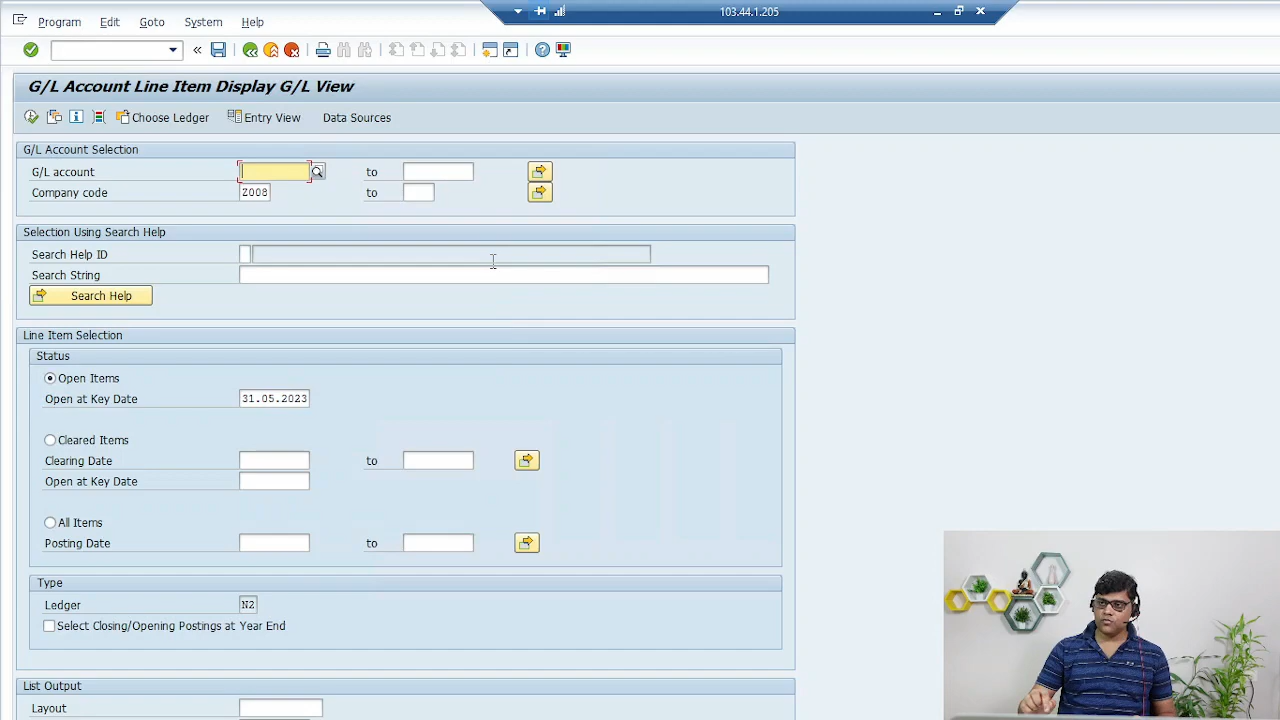 103.44.1.205
Program Edit Goto System Help
G/L Account Line Item Display G/L View
Choose Ledger Entry View Data Sources
G/L Account Selection
G/L account to
Company code Z008 to
Selection Using Search Help
Search Help ID
Search String
Search Help
Line Item Selection
Status
Open Items
Open at Key Date 31.05.2023
Cleared Items
Clearing Date to
Open at Key Date
All Items
Posting Date to
Type
Ledger N2
Select Closing/Opening Postings at Year End
List Output
Layout